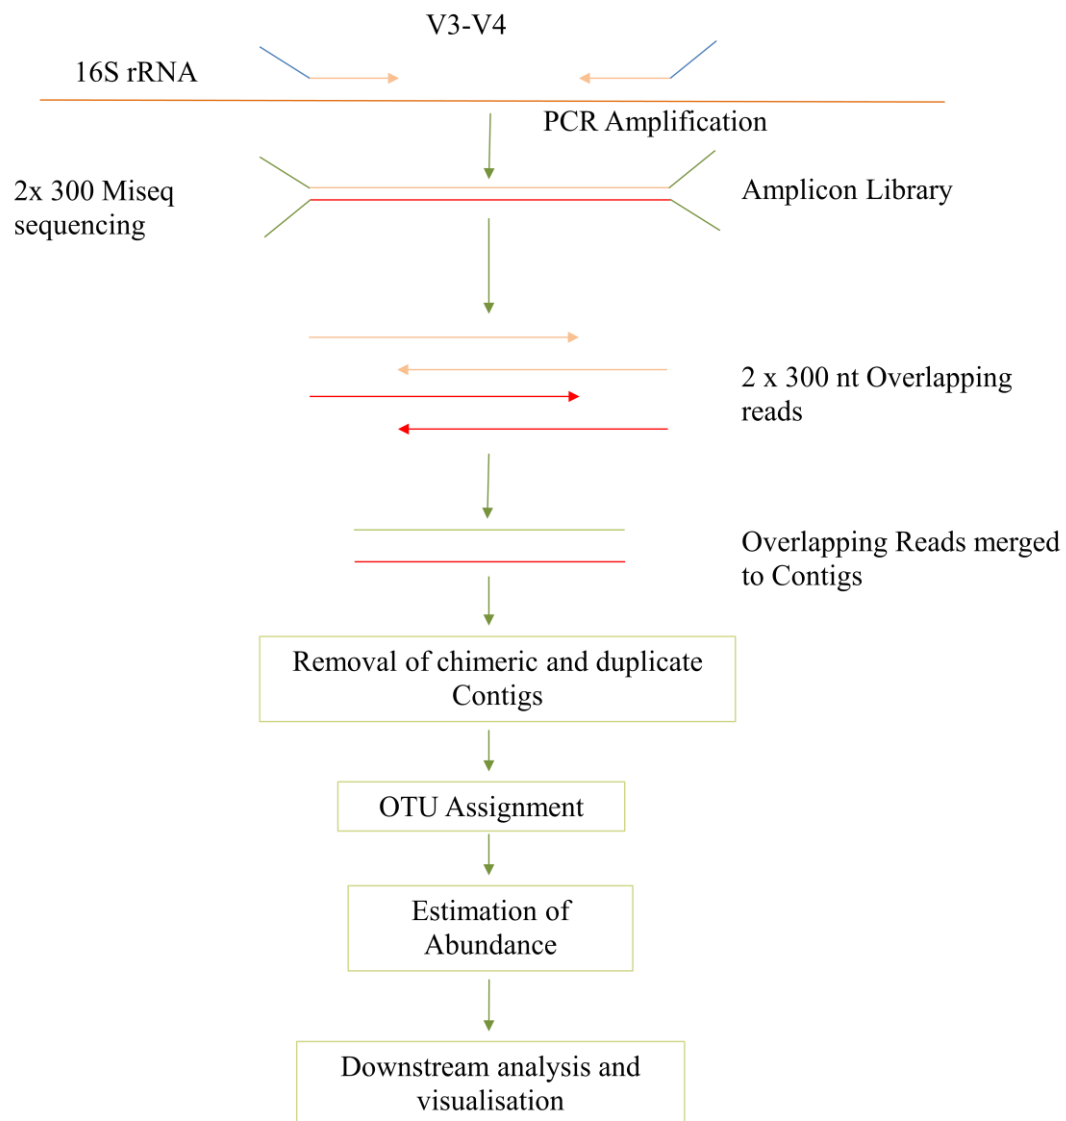 V3-V4
16S rRNA
PCR Amplification
2x 300 Miseq
sequencing
Amplicon Library
2 x 300 nt Overlapping
reads
Overlapping Reads merged
to Contigs
Removal of chimeric and duplicate
Contigs
OTU Assignment
Estimation of
Abundance
Downstream analysis and
visualisation